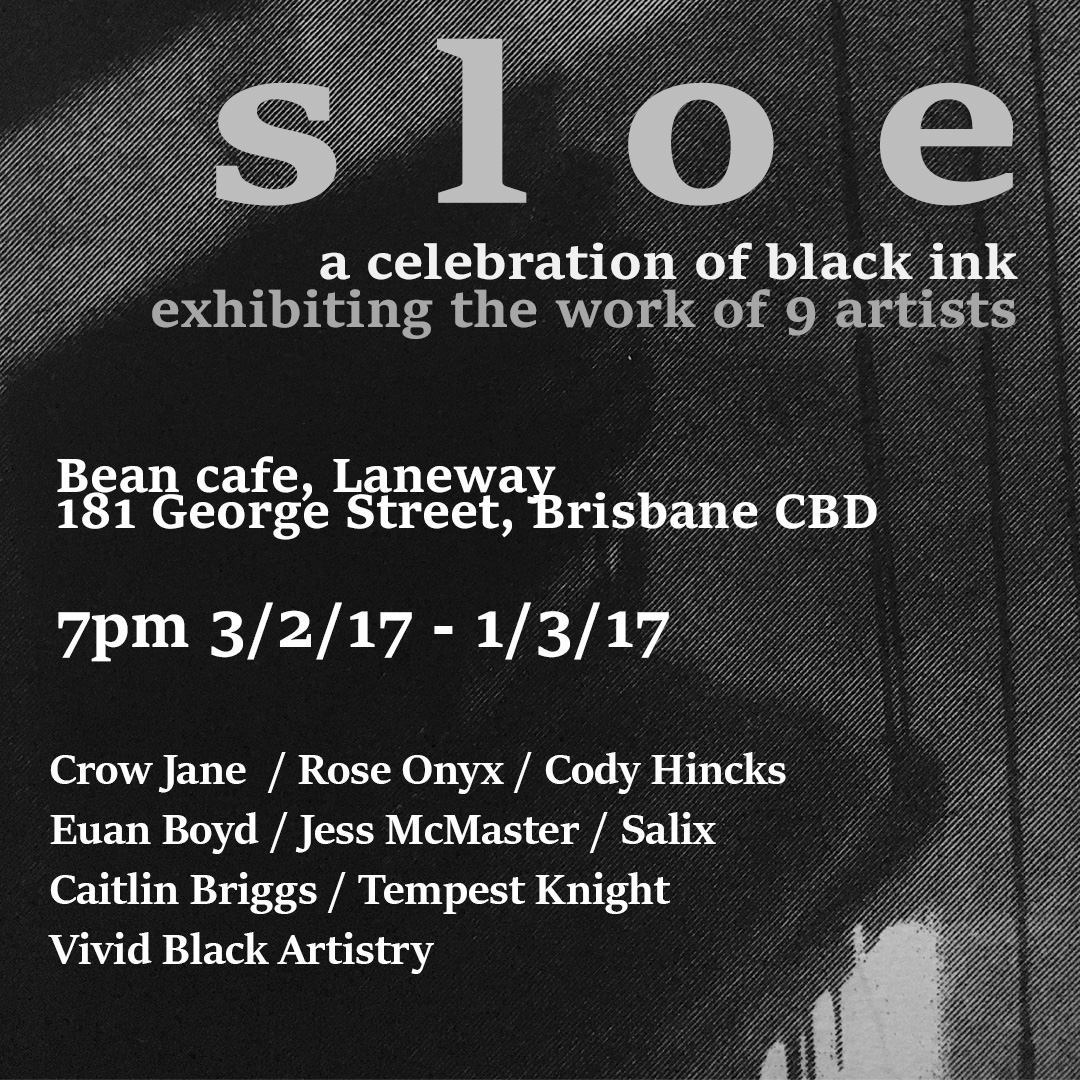 sloe
a celebration of black ink
exhibiting the work of 9 artists
Bean cafe, Laneway
181 George Street, Brisbane CBD
7pm 3/2/17 - 1/3/17
Crow Jane / Rose Onyx / Cody Hincks
Euan Boyd / Jess McMaster / Salix
Caitlin Briggs / Tempest Knight
Vivid Black Artistry